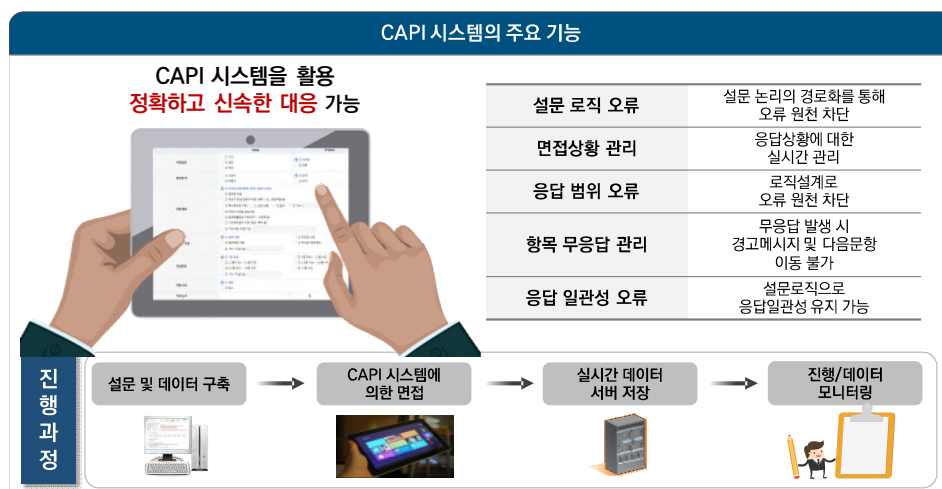 CAPI 시스템의 주요 기능
CAPI 시스템을 활용
정확하고 신속한 대응 가능
설문 로직 오류
설문 논리의 경로화를 통해
오류 원천 차단
면접상황 관리
응답상황에 대한
실시간 관리
응답 범위 오류
로직설계로
오류 원천 차단
항목 무응답 관리
무응답 발생 시
경고메시지 및 다음문항
이동 불가
응답 일관성 오류
설문로직으로
응답일관성 유지 가능
진행과정
설문 및 데이터 구축
CAPI 시스템에
의한 면접
실시간 데이터
서버 저장
진행/데이터
모니터링